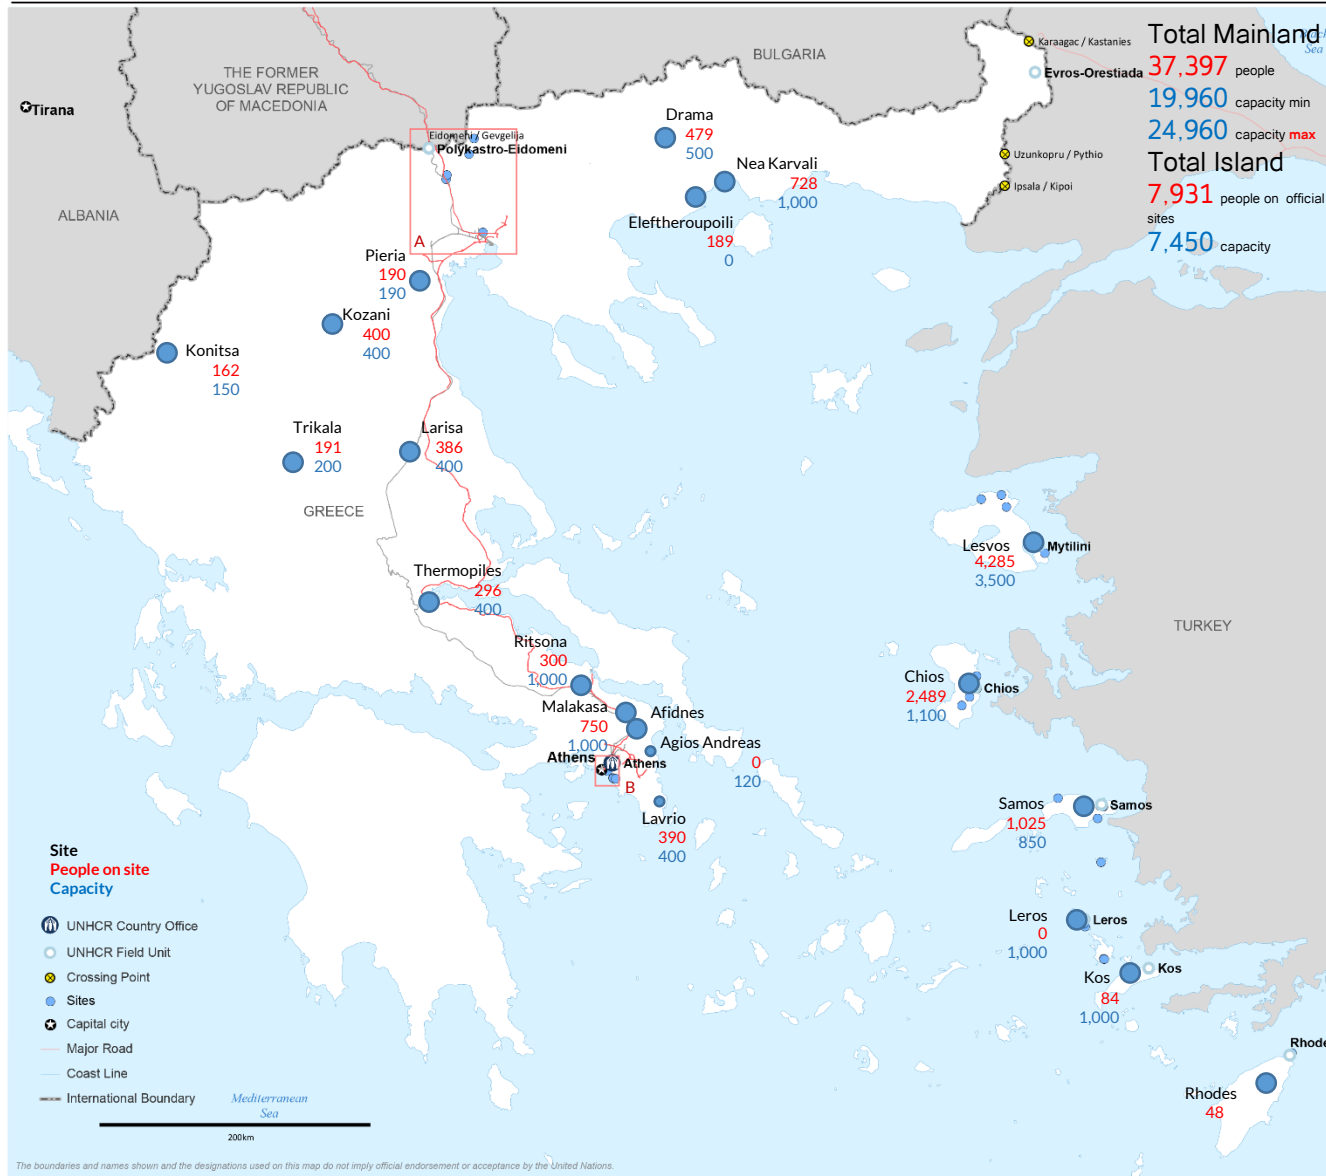 BULGARIA
Karaagac / Kastanies
Total Mainland
Sea
37,397 people
Evros-Orestiada
19,960 capacity min
24,960 capacity max
THE FORMER
YUGOSLAV REPUBLIC
OF MACEDONIA
Tirana
Drama
479
500
Eidomeni / Gevgelija
Polykastro-Eidomeni
Uzunkopru / Pythio
Total Island
Nea Karvali
728
1,000
Ipsala / Kipoi
7,931 people on official
sites
7,450 capacity
ALBANIA
Eleftheroupoili
189
0
A
Pieria
190
190
Kozani
400
400
Konitsa
162
150
Trikala
191
200
Larisa
386
400
GREECE
Lesvos
4,285
3,500
Mytilini
Thermopiles
296
400
TURKEY
Ritsona
300
1,000
Chios
2,489
1,100
Chios
Malakasa
750
1,000
Afidnes
Agios Andreas
0
120
Athens
Athens
B
Lavrio
390
400
Samos
1,025
850
Samos
Site
People on site
Capacity
UNHCR Country Office
UNHCR Field Unit
Crossing Point
Sites
Capital city
Major Road
Coast Line
International Boundary
Leros
0
1,000
Leros
Kos
84
1,000
Kos
Rhode
Rhodes
48
Mediterranean
Sea
200km
The boundaries and names shown and the designations used on this map do not imply official endorsement or acceptance by the United Nations.